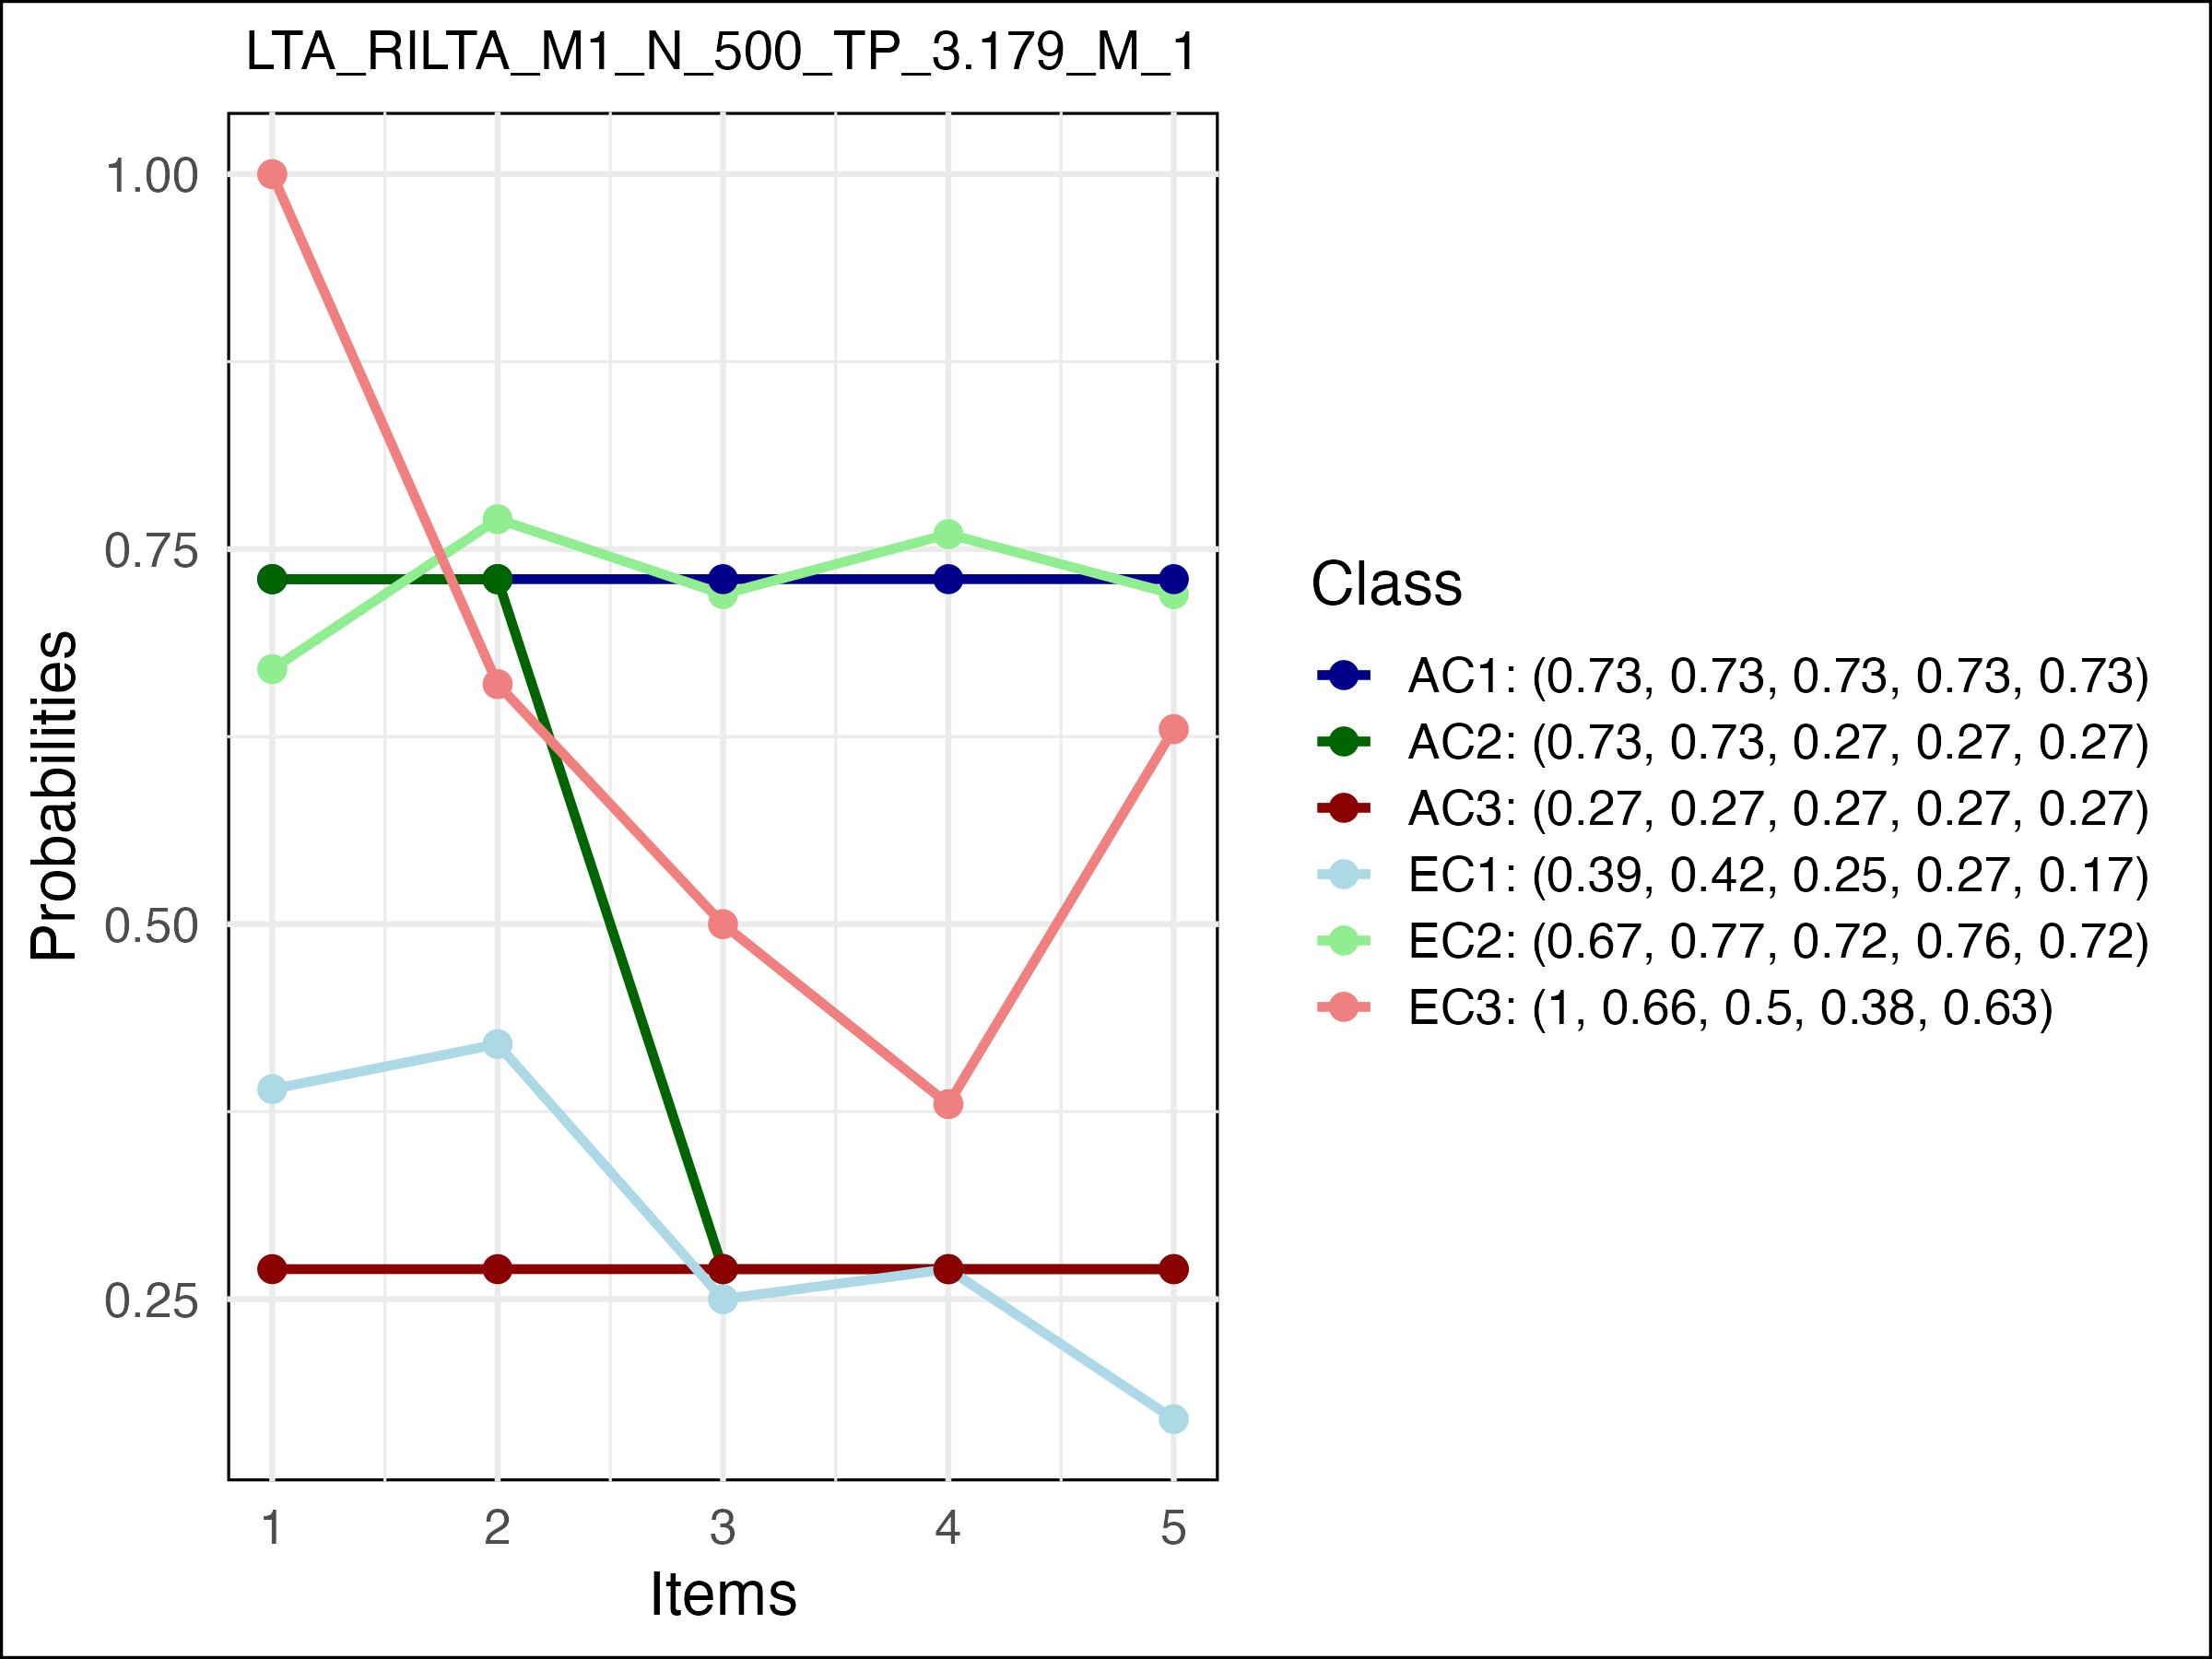 LTA_RILTA_M1_N_500_TP_3.179_M_1
1.00
0.75
0.50
0.25
Probabilities
1 2 3 4 5
Items
Class
AC1: (0.73, 0.73, 0.73, 0.73, 0.73)
AC2: (0.73, 0.73, 0.27, 0.27, 0.27)
AC3: (0.27, 0.27, 0.27, 0.27, 0.27)
EC1: (0.39, 0.42, 0.25, 0.27, 0.17)
EC2: (0.67, 0.77, 0.72, 0.76, 0.72)
EC3: (1, 0.66, 0.5, 0.38, 0.63)